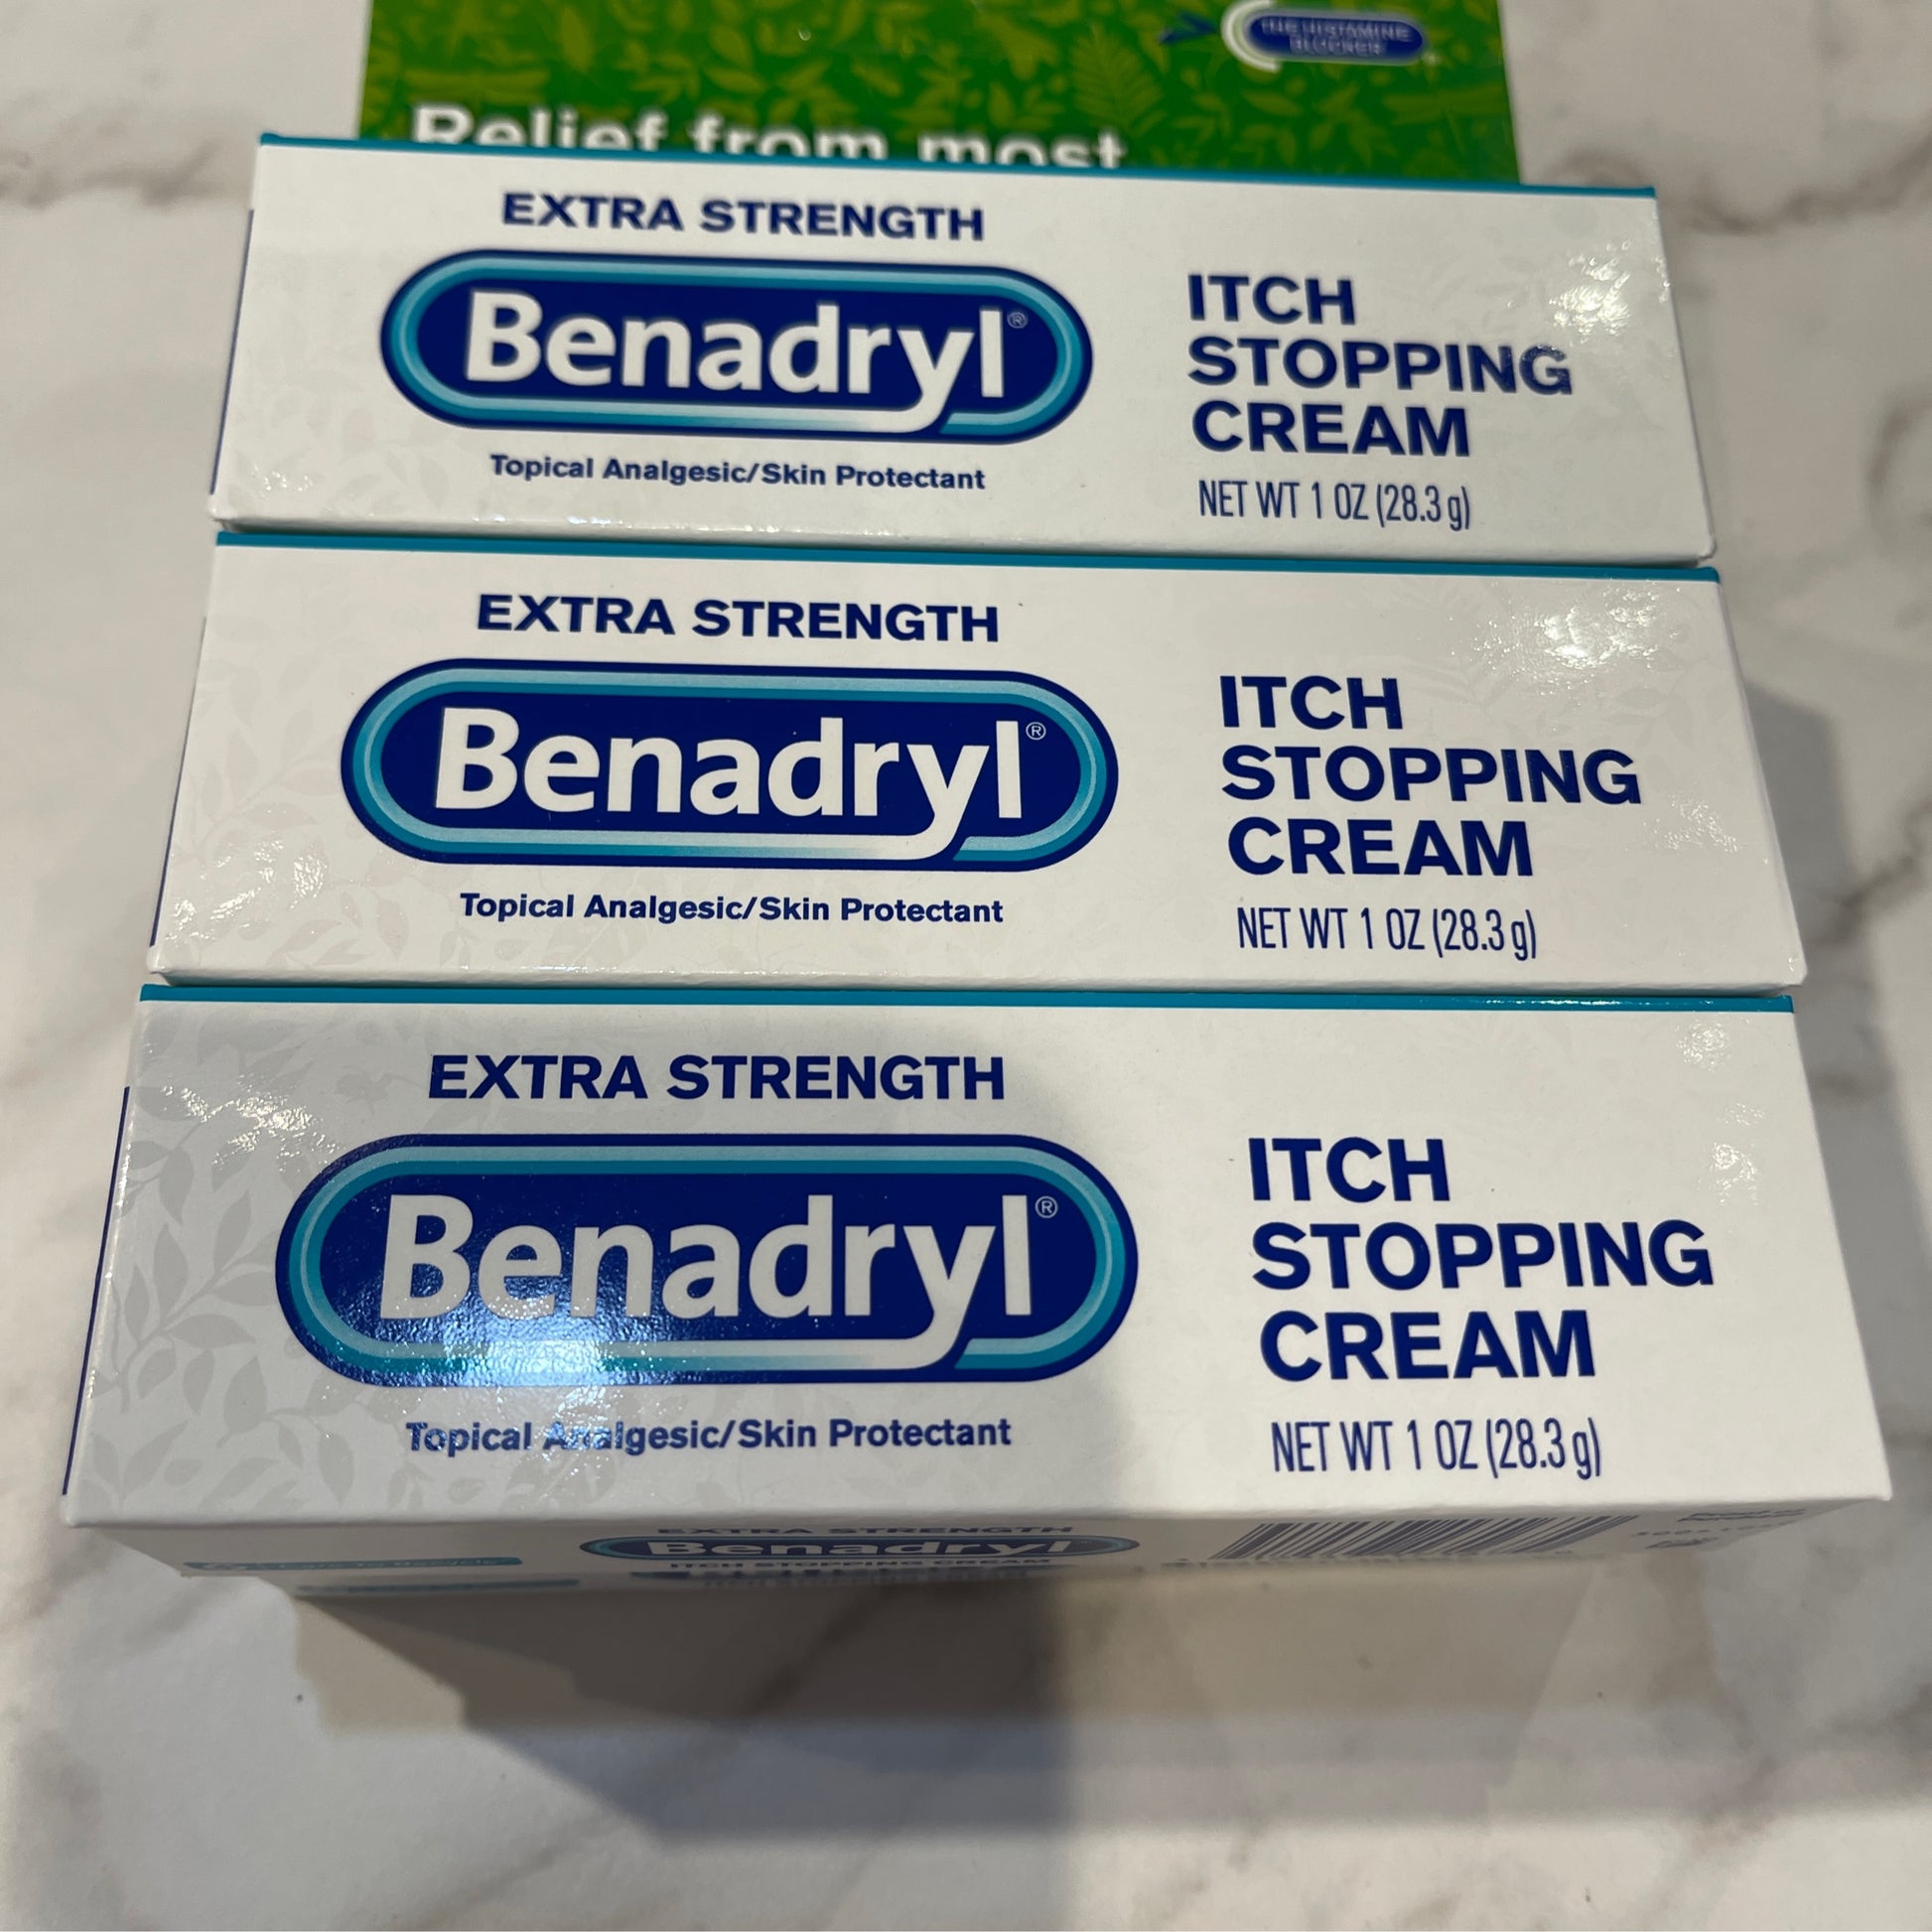 THE HISTAMINE
BLOCKER
Relief from most
EXTRA STRENGTH
Benadryl®
Topical Analgesic/Skin Protectant
ITCH
STOPPING
CREAM
NET WT 1 OZ (28.3 g)
EXTRA STRENGTH
Benadryl®
Topical Analgesic/Skin Protectant
ITCH
STOPPING
CREAM
NET WT 1 OZ (28.3 g)
EXTRA STRENGTH
Benadryl®
Topical Analgesic/Skin Protectant
ITCH
STOPPING
CREAM
NET WT 1 OZ (28.3 g)
EXTRA STRENGTH
Benadryl
ITCH STOPPING CREAM